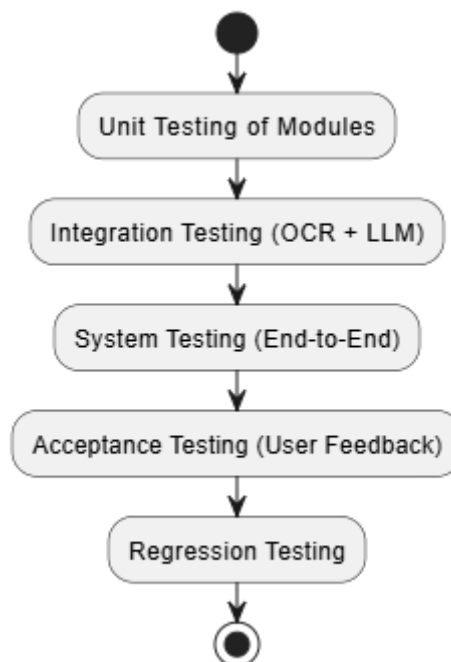 Unit Testing of Modules
Integration Testing (OCR + LLM)
System Testing (End-to-End)
Acceptance Testing (User Feedback)
Regression Testing